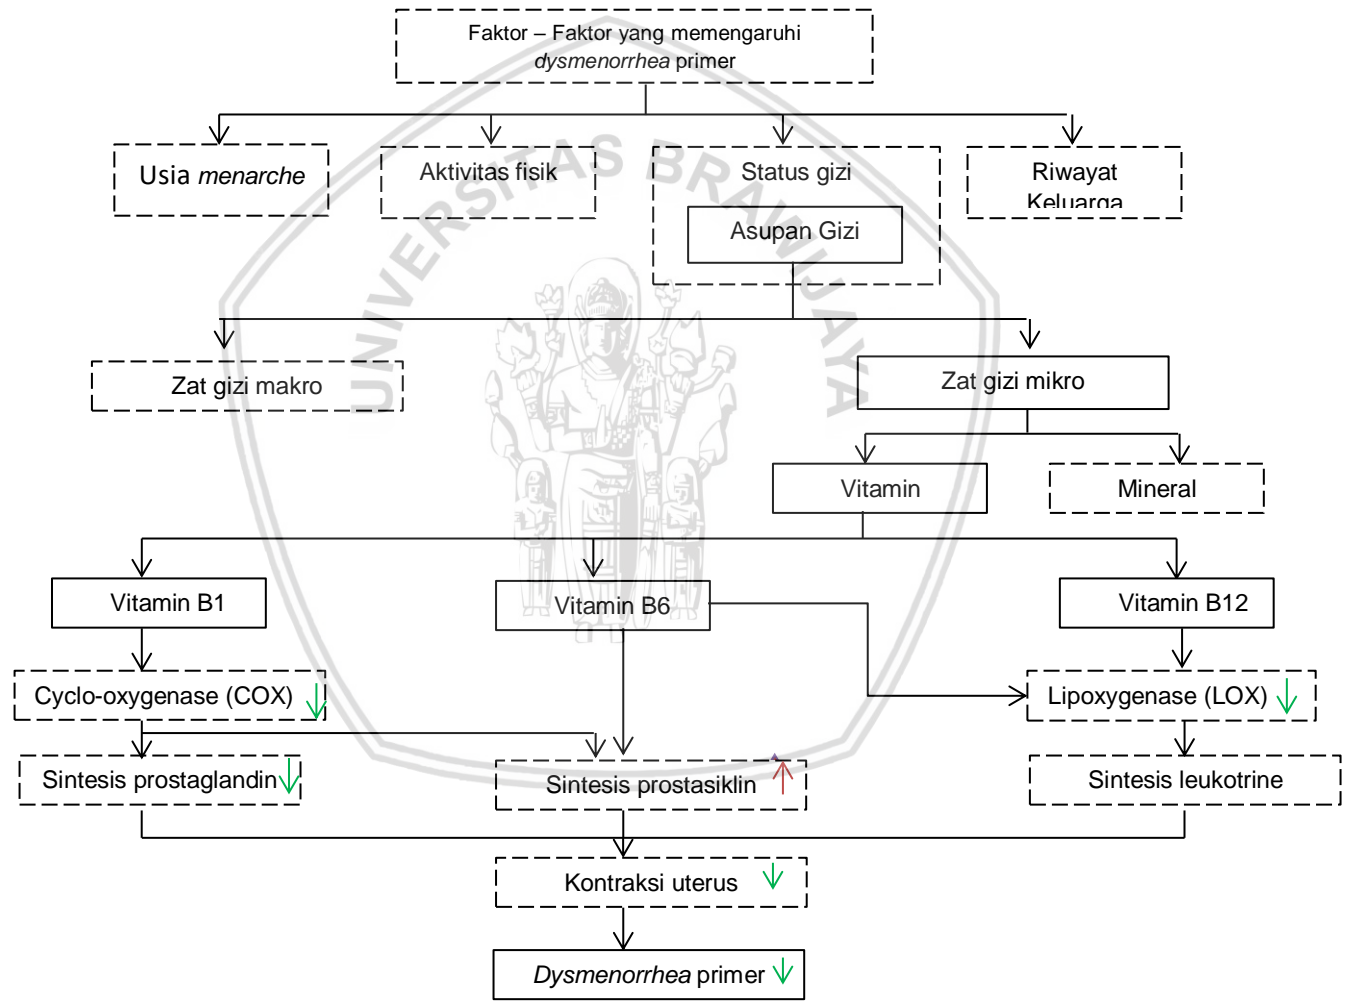 Faktor – Faktor yang memengaruhi
dysmenorrhea primer
Usia menarche
Aktivitas fisik
Status gizi
Riwayat
Keluarga
Asupan Gizi
UNIVERSITAS BRAWIJAYA
Zat gizi makro
Zat gizi mikro
Vitamin
Mineral
Vitamin B1
Vitamin B6
Vitamin B12
Cyclo-oxygenase (COX)
Lipoxygenase (LOX)
Sintesis prostaglandin
Sintesis prostasiklin
Sintesis leukotrine
Kontraksi uterus
Dysmenorrhea primer